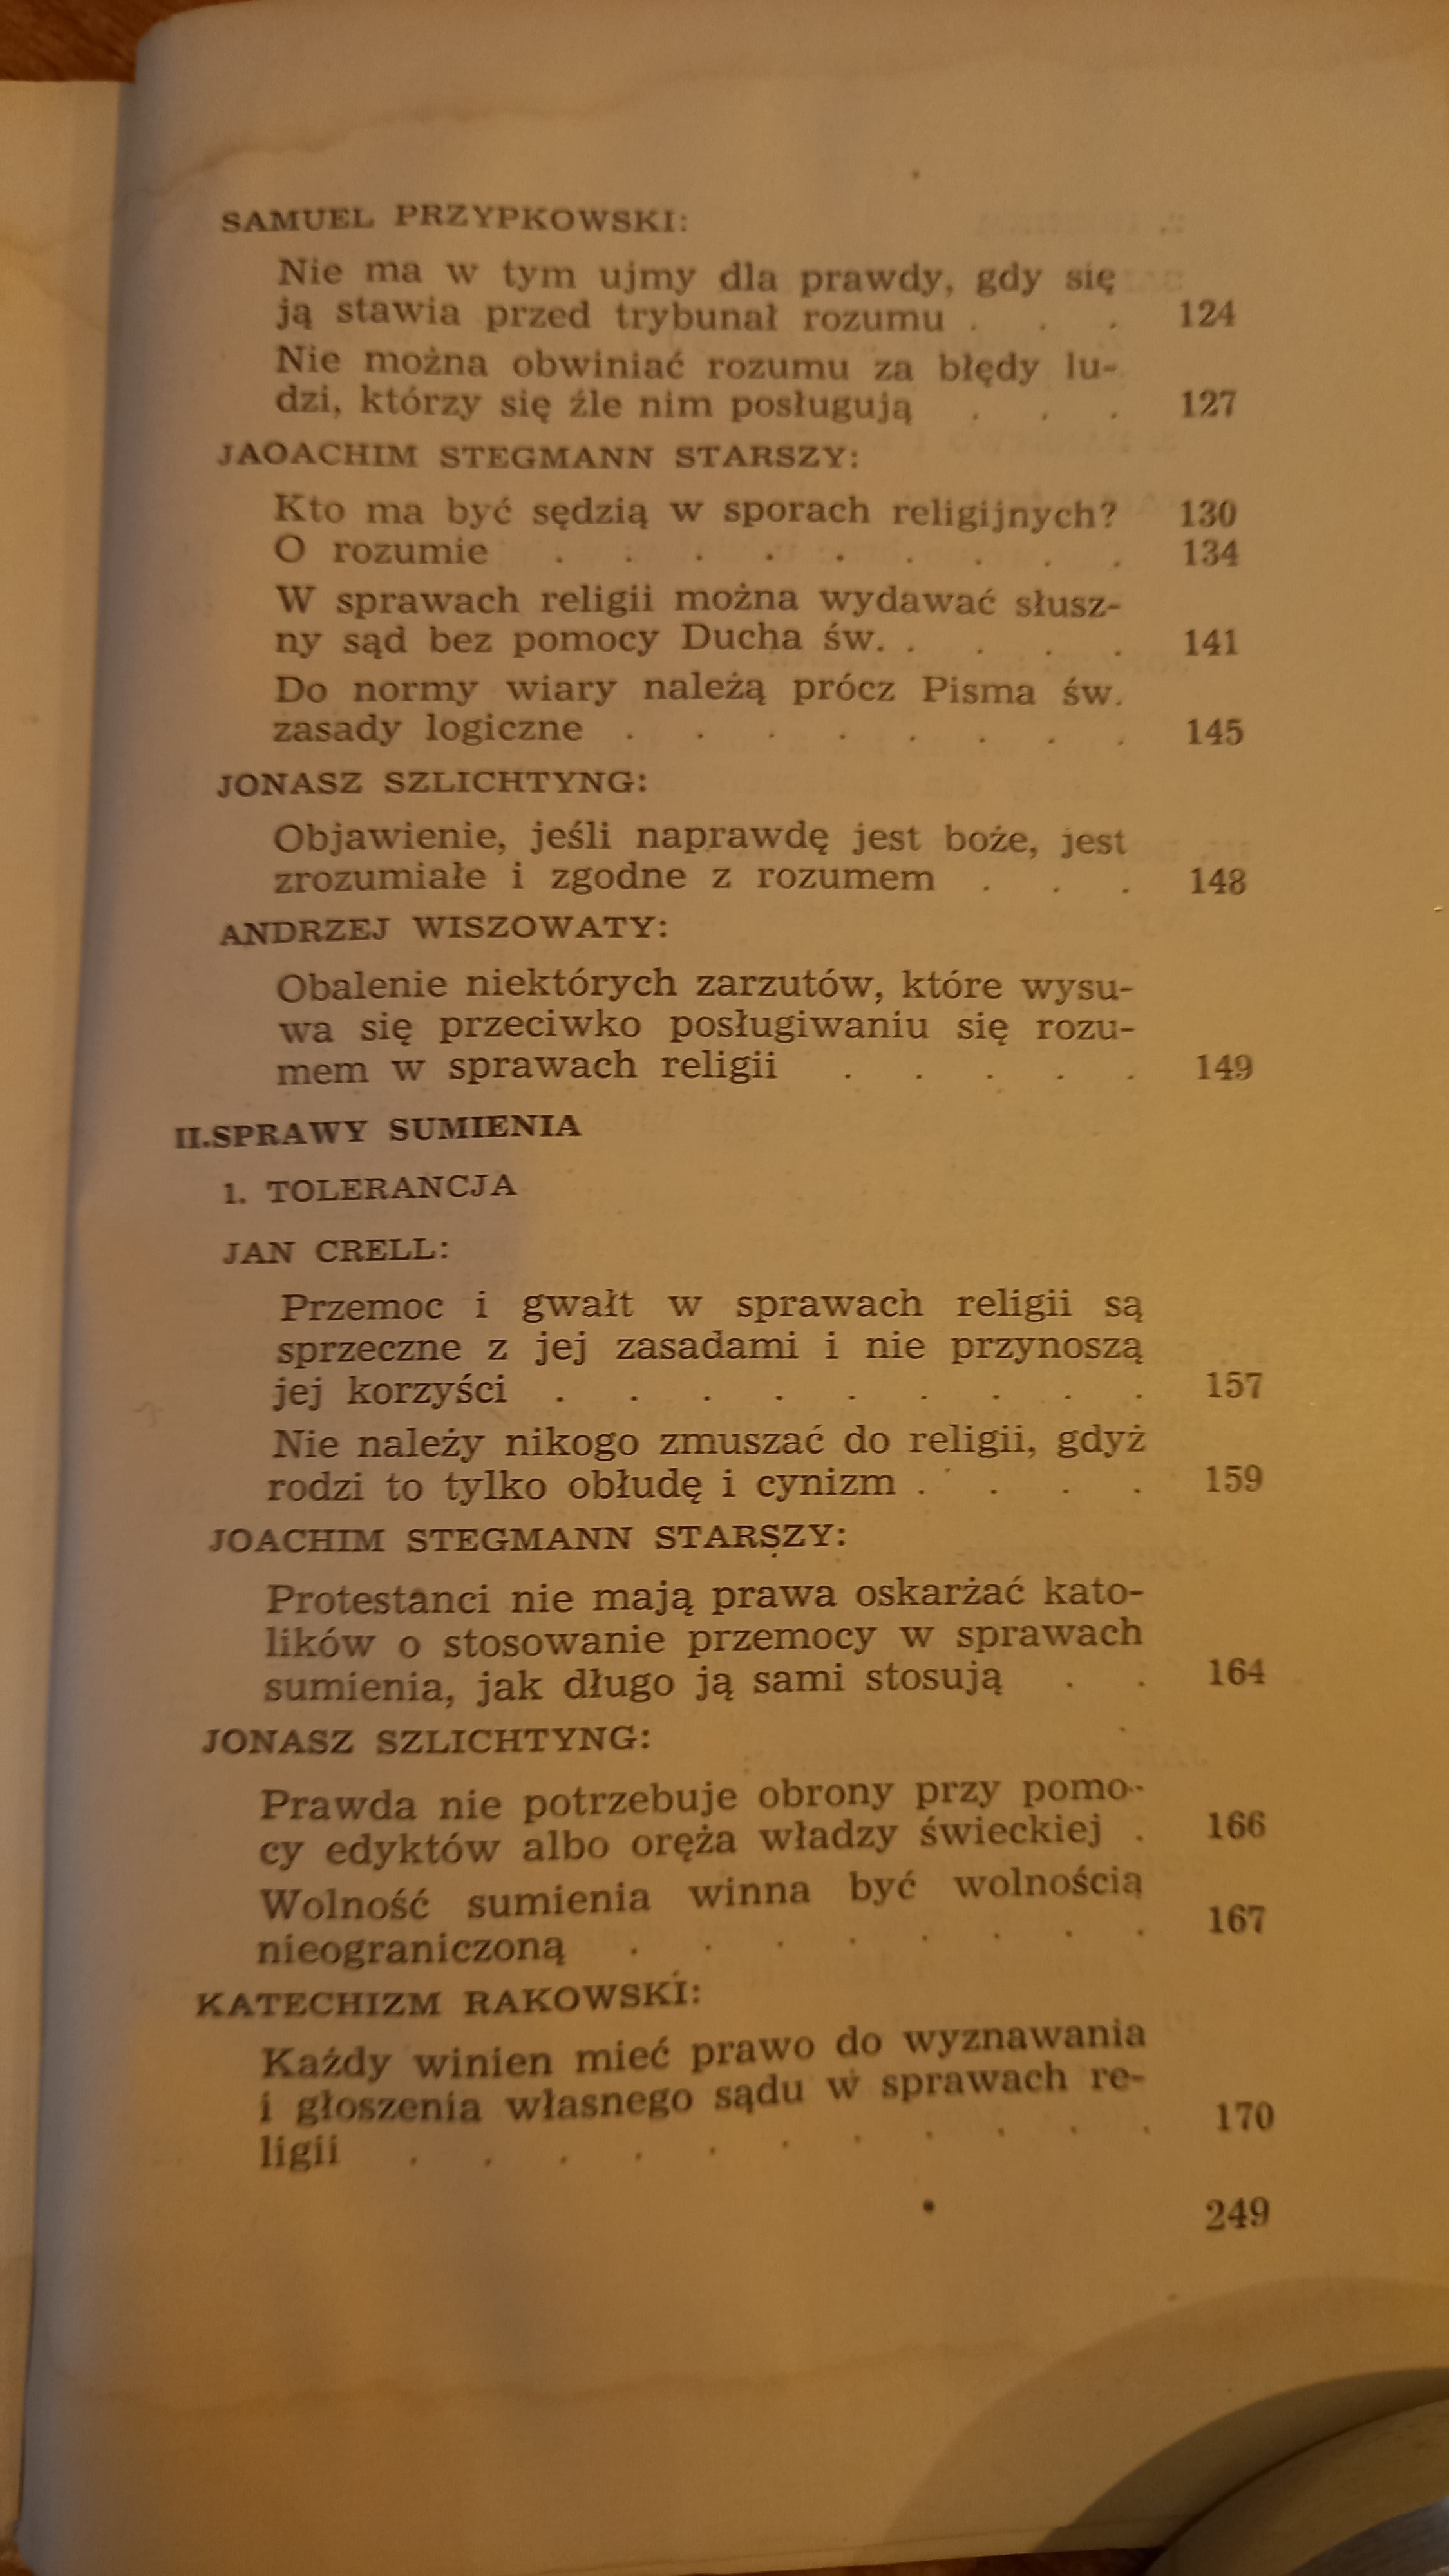 SAMUEL PRZYPKOWSKI:
Nie ma w tym ujmy dla prawdy, gdy się
ją stawia przed trybunał rozumu . . . 124
Nie można obwiniać rozumu za błędy lu-
dzi, którzy się źle nim posługują . . . 127
JAOACHIM STEGMANN STARSZY:
Kto ma być sędzią w sporach religijnych? 130
O rozumie . . . . . . . . . 134
W sprawach religii można wydawać słusz-
ny sąd bez pomocy Ducha św. . . . . 141
Do normy wiary należą prócz Pisma św.
zasady logiczne . . . . . . . . 145
JONASZ SZLICHTYNG:
Objawienie, jeśli naprawdę jest boże, jest
zrozumiałe i zgodne z rozumem . . . 148
ANDRZEJ WISZOWATY:
Obalenie niektórych zarzutów, które wysu-
wa się przeciwko posługiwaniu się rozu-
mem w sprawach religii . . . . . 149
II.SPRAWY SUMIENIA
1. TOLERANCJA
JAN CRELL:
Przemoc i gwałt w sprawach religii są
sprzeczne z jej zasadami i nie przynoszą
jej korzyści . . . . . . . . . 157
Nie należy nikogo zmuszać do religii, gdyż
rodzi to tylko obłudę i cynizm . . . . 159
JOACHIM STEGMANN STARSZY:
Protestanci nie mają prawa oskarżać kato-
lików o stosowanie przemocy w sprawach
sumienia, jak długo ją sami stosują . . 164
JONASZ SZLICHTYNG:
Prawda nie potrzebuje obrony przy pomo-
cy edyktów albo oręża władzy świeckiej . 166
Wolność sumienia winna być wolnością
nieograniczoną . . . . . . . . 167
KATECHIZM RAKOWSKI:
Każdy winien mieć prawo do wyznawania
i głoszenia własnego sądu w sprawach re-
ligii . . . . . . . . . . . 170
249